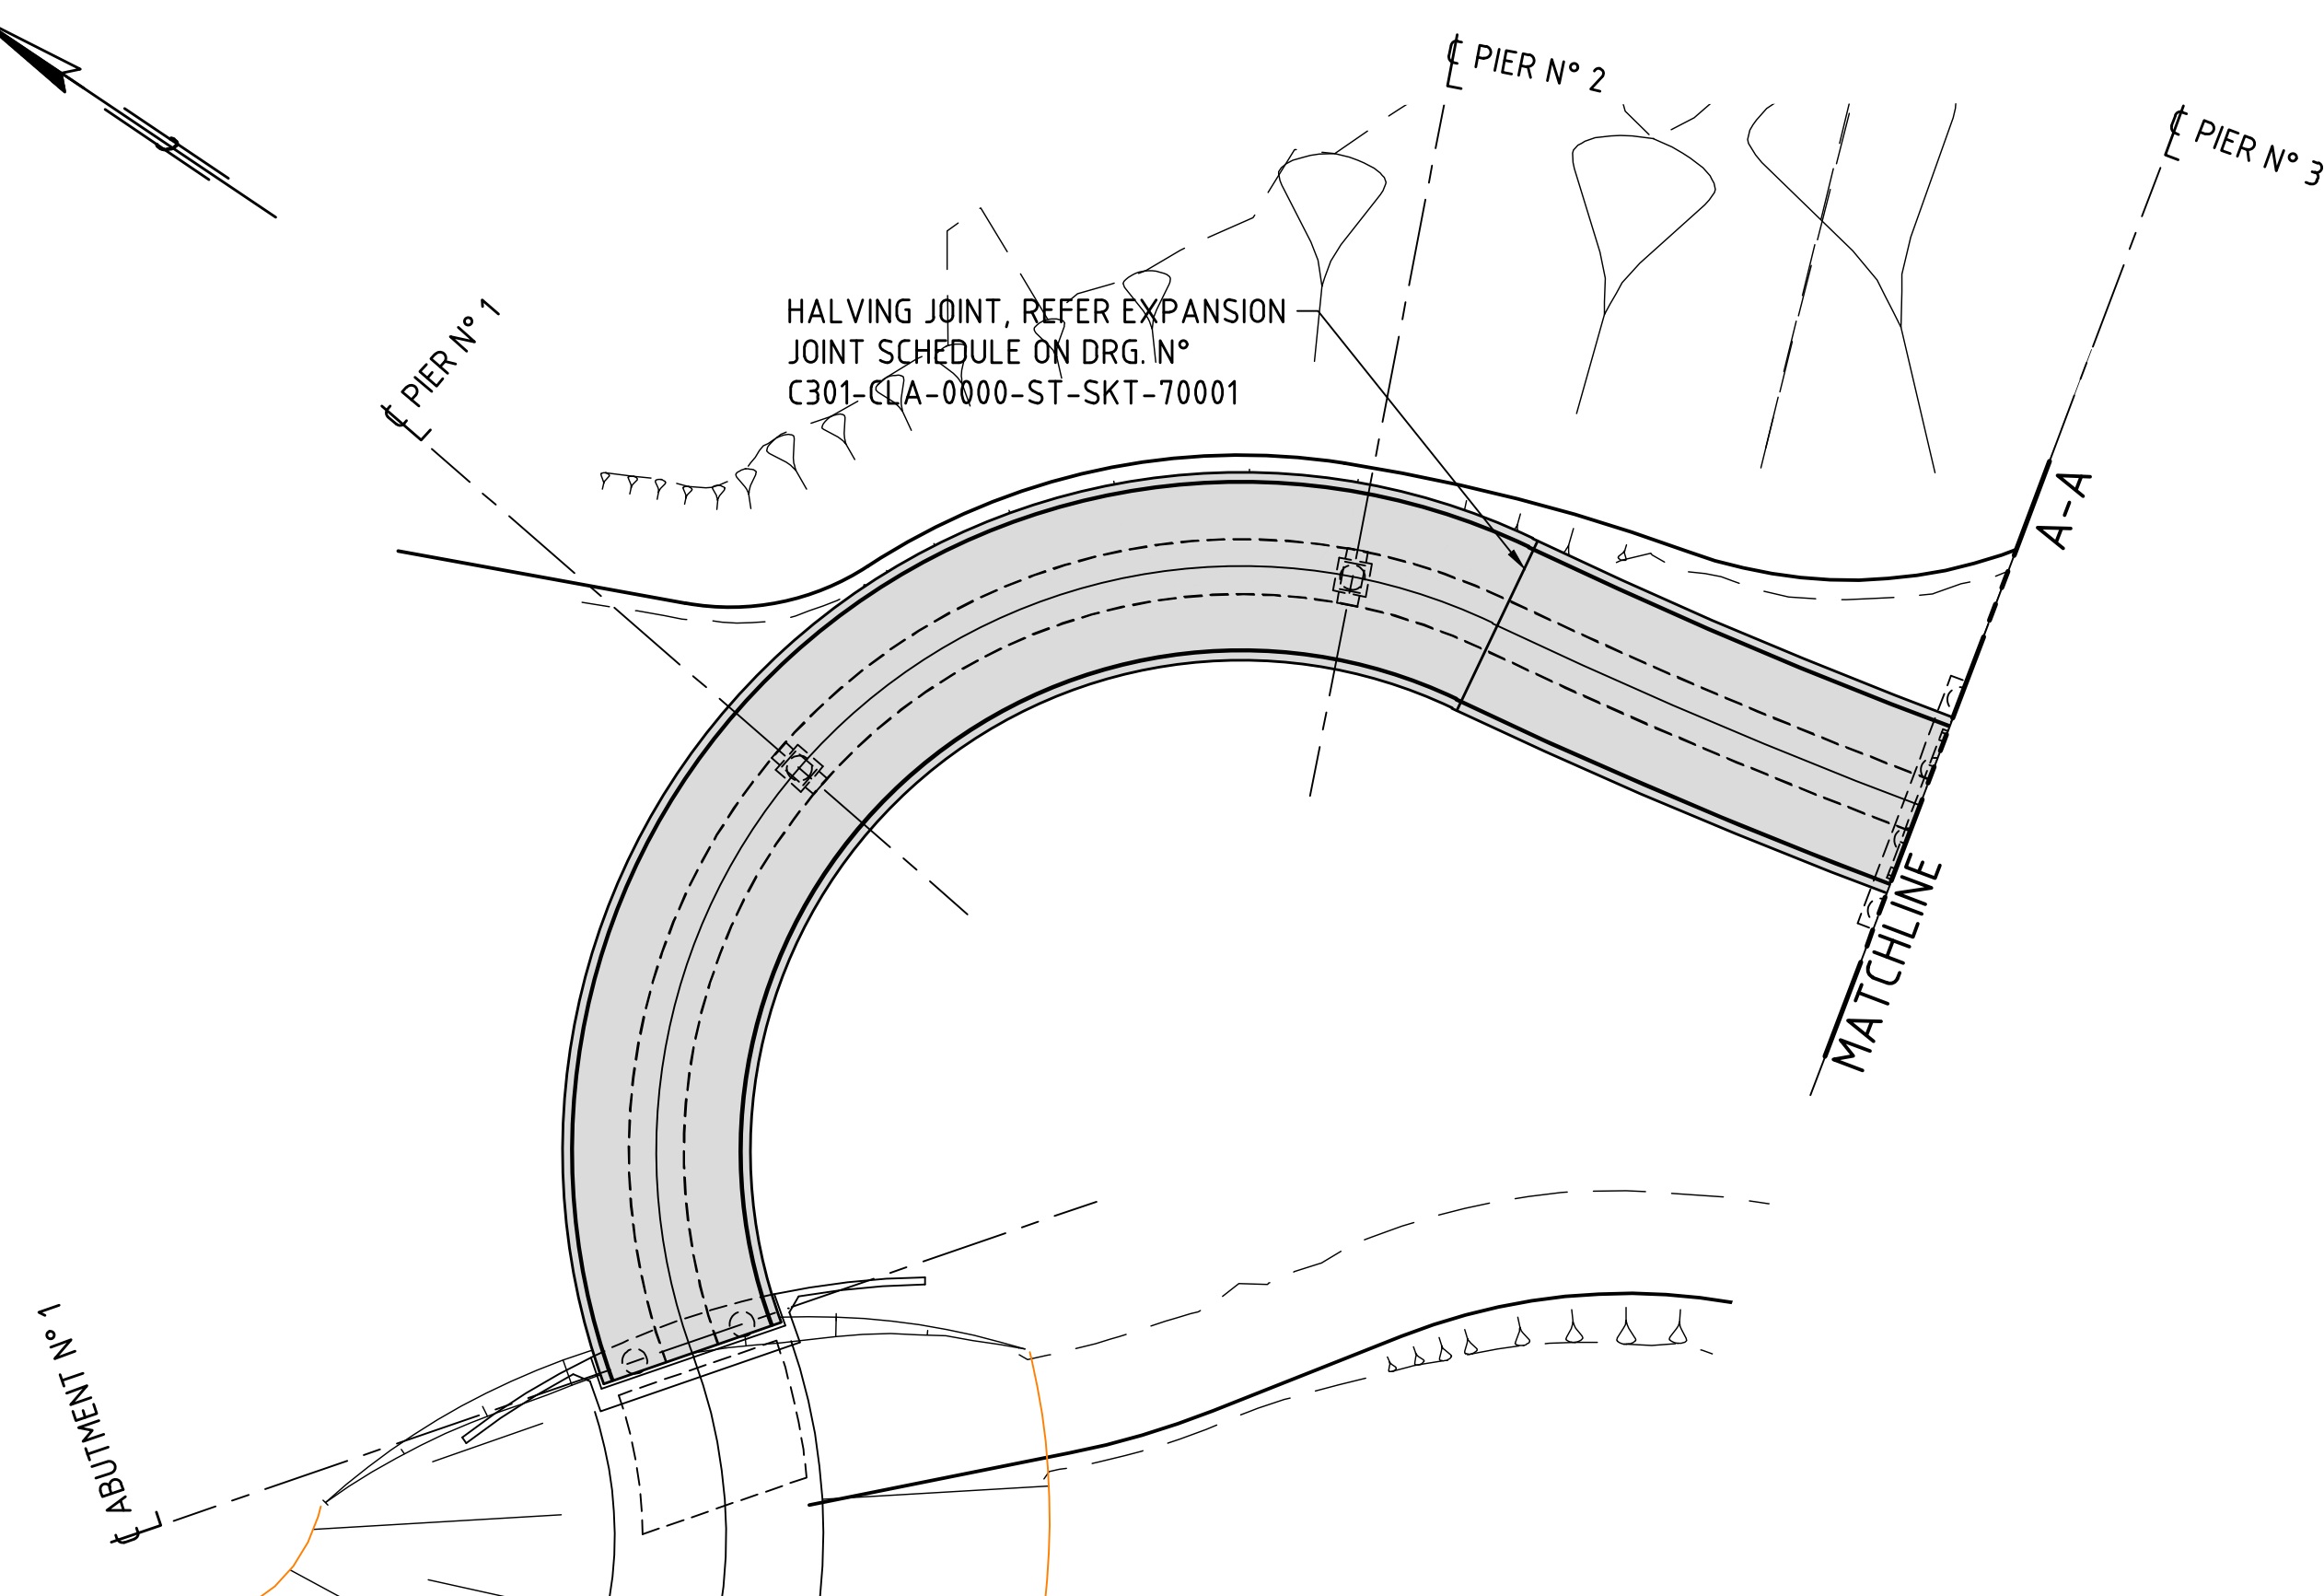 ℄ PIER N° 2
℄ PIER N° 3
℄ PIER N° 1
HALVING JOINT, REFER EXPANSION
JOINT SCHEDULE ON DRG. N°
C301-CLA-0000-ST-SKT-70001
A-A
MATCHLINE
℄ ABUTMENT N° 1